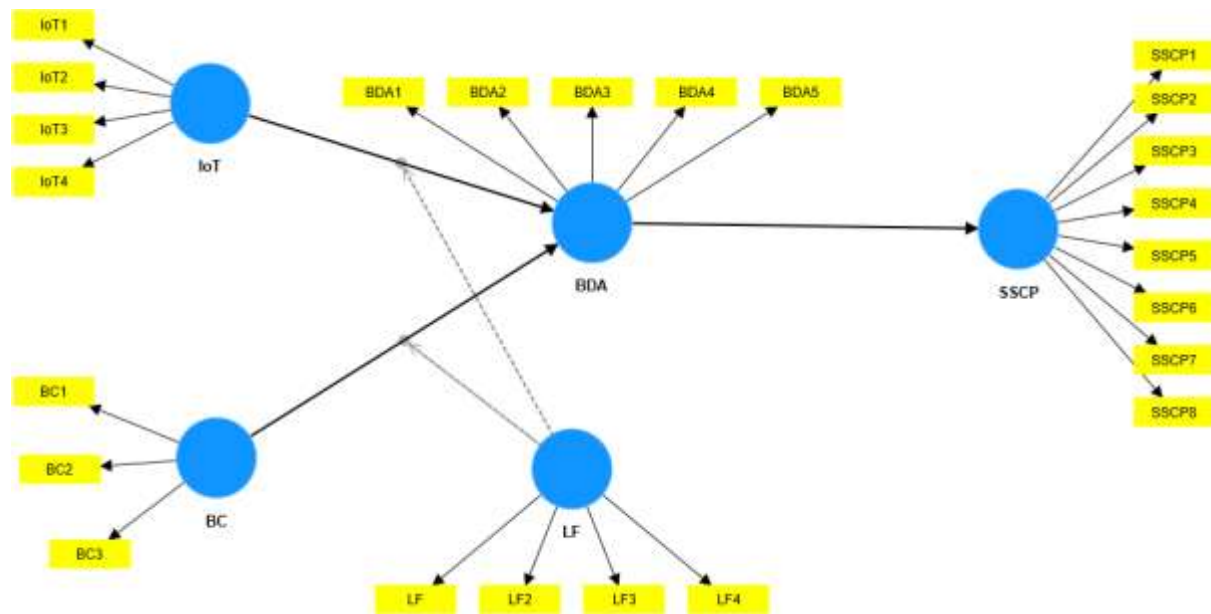 IoT1
IoT2
IoT3
IoT4
IoT
BDA1
BDA2
BDA3
BDA4
BDA5
BDA
SSCP1
SSCP2
SSCP3
SSCP4
SSCP5
SSCP6
SSCP7
SSCP8
SSCP
BC1
BC2
BC3
BC
LF
LF
LF2
LF3
LF4